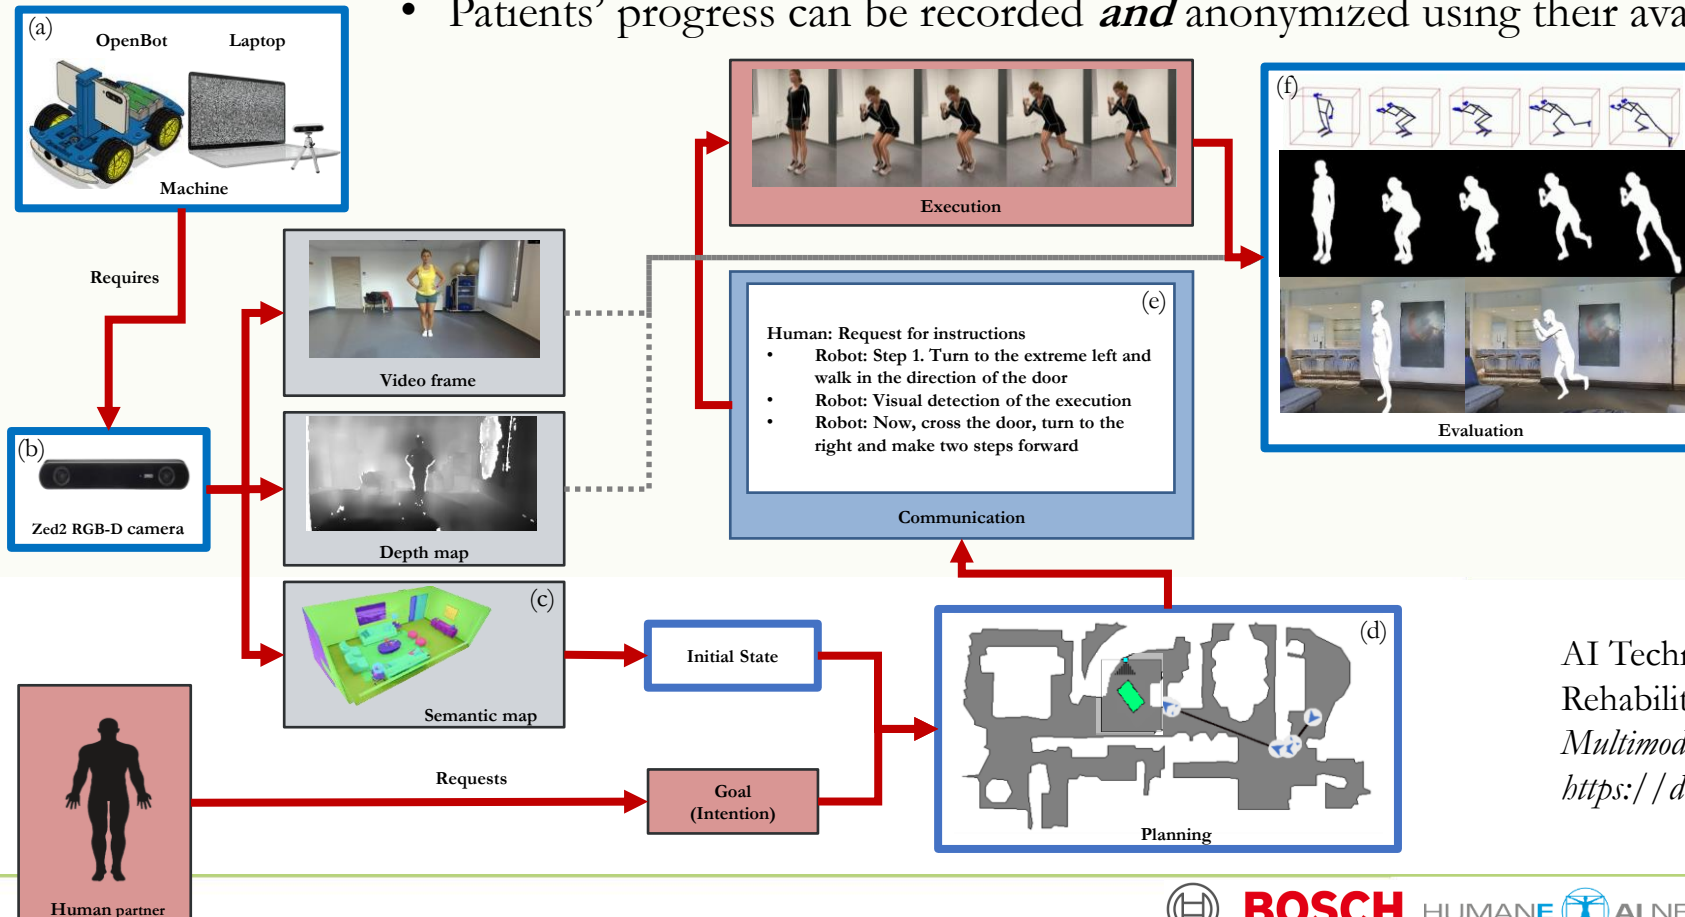 • Patients’ progress can be recorded and anonymized using their ava
(a)
OpenBot
Laptop
Machine
Requires
(b)
Zed2 RGB-D camera
Video frame
Depth map
(c)
Semantic map
Human partner
Requests
Initial State
Goal
(Intention)
(d)
Planning
(e)
Human: Request for instructions
• Robot: Step 1. Turn to the extreme left and
walk in the direction of the door
• Robot: Visual detection of the execution
• Robot: Now, cross the door, turn to the
right and make two steps forward
Communication
Execution
(f)
Evaluation
AI Techn
Rehabilit
Multimod
https://d
BOSCH
HUMANE AI NE